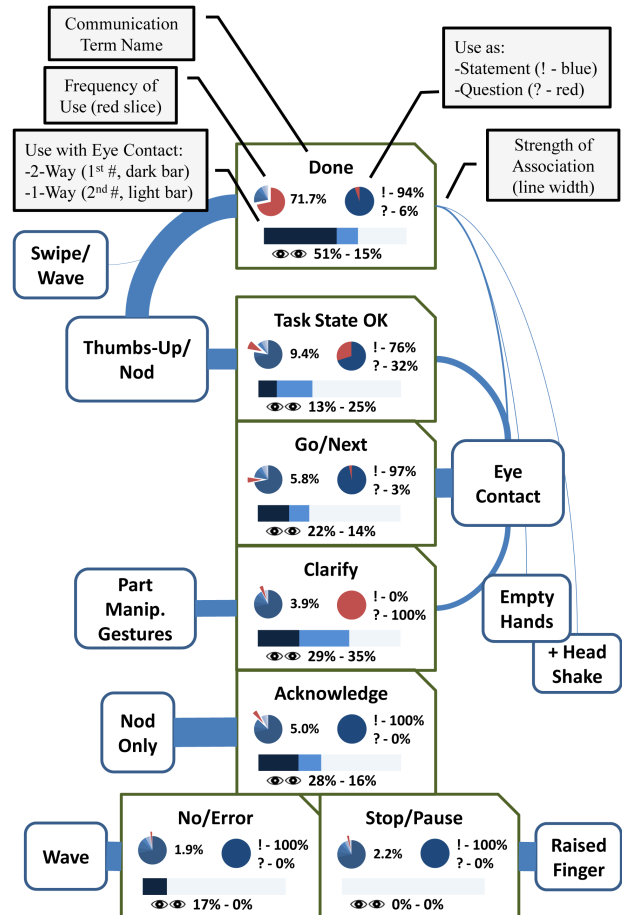 Communication
Term Name
Use as:
-Statement (! - blue)
-Question (? - red)
Frequency of
Use (red slice)
Use with Eye Contact:
-2-Way (1st #, dark bar)
-1-Way (2nd #, light bar)
Strength of
Association
(line width)
Done
71.7%
! - 94%
? - 6%
51% - 15%
Swipe/
Wave
Thumbs-Up/
Nod
Task State OK
9.4%
! - 76%
? - 32%
13% - 25%
Go/Next
5.8%
! - 97%
? - 3%
22% - 14%
Eye
Contact
Clarify
3.9%
! - 0%
? - 100%
29% - 35%
Part
Manip.
Gestures
Empty
Hands
+ Head
Shake
Acknowledge
5.0%
! - 100%
? - 0%
28% - 16%
Nod
Only
No/Error
1.9%
! - 100%
? - 0%
17% - 0%
Wave
Stop/Pause
2.2%
! - 100%
? - 0%
0% - 0%
Raised
Finger